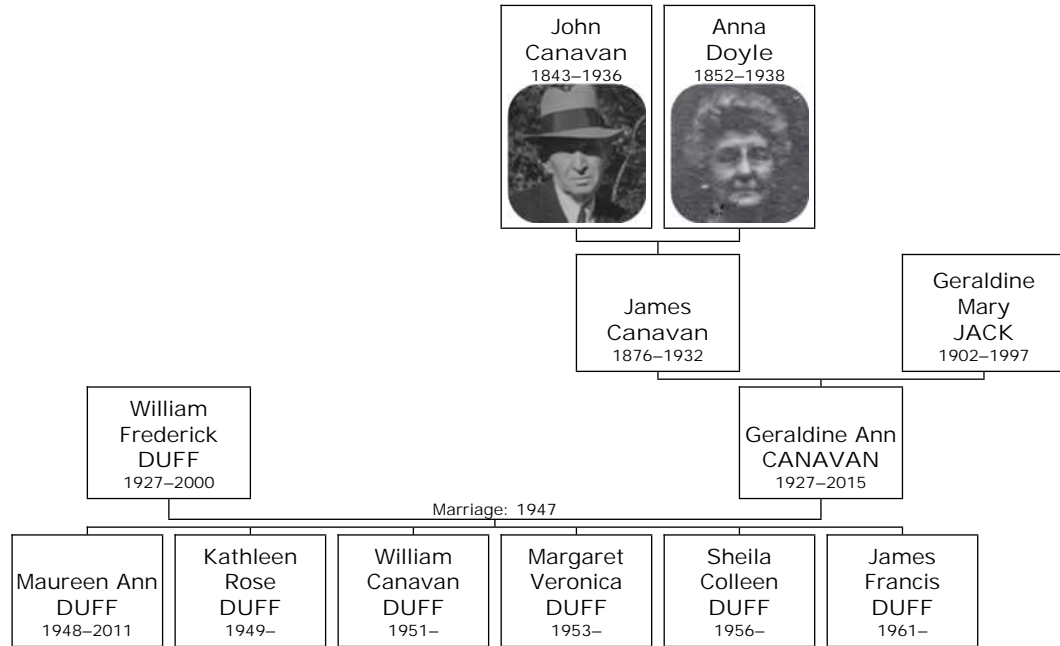 John
Canavan
1843–1936
Anna
Doyle
1852–1938
James
Canavan
1876–1932
Geraldine
Mary
JACK
1902–1997
William
Frederick
DUFF
1927–2000
Geraldine Ann
CANAVAN
1927–2015
Marriage: 1947
Maureen Ann
DUFF
1948–2011
Kathleen
Rose
DUFF
1949–
William
Canavan
DUFF
1951–
Margaret
Veronica
DUFF
1953–
Sheila
Colleen
DUFF
1956–
James
Francis
DUFF
1961–